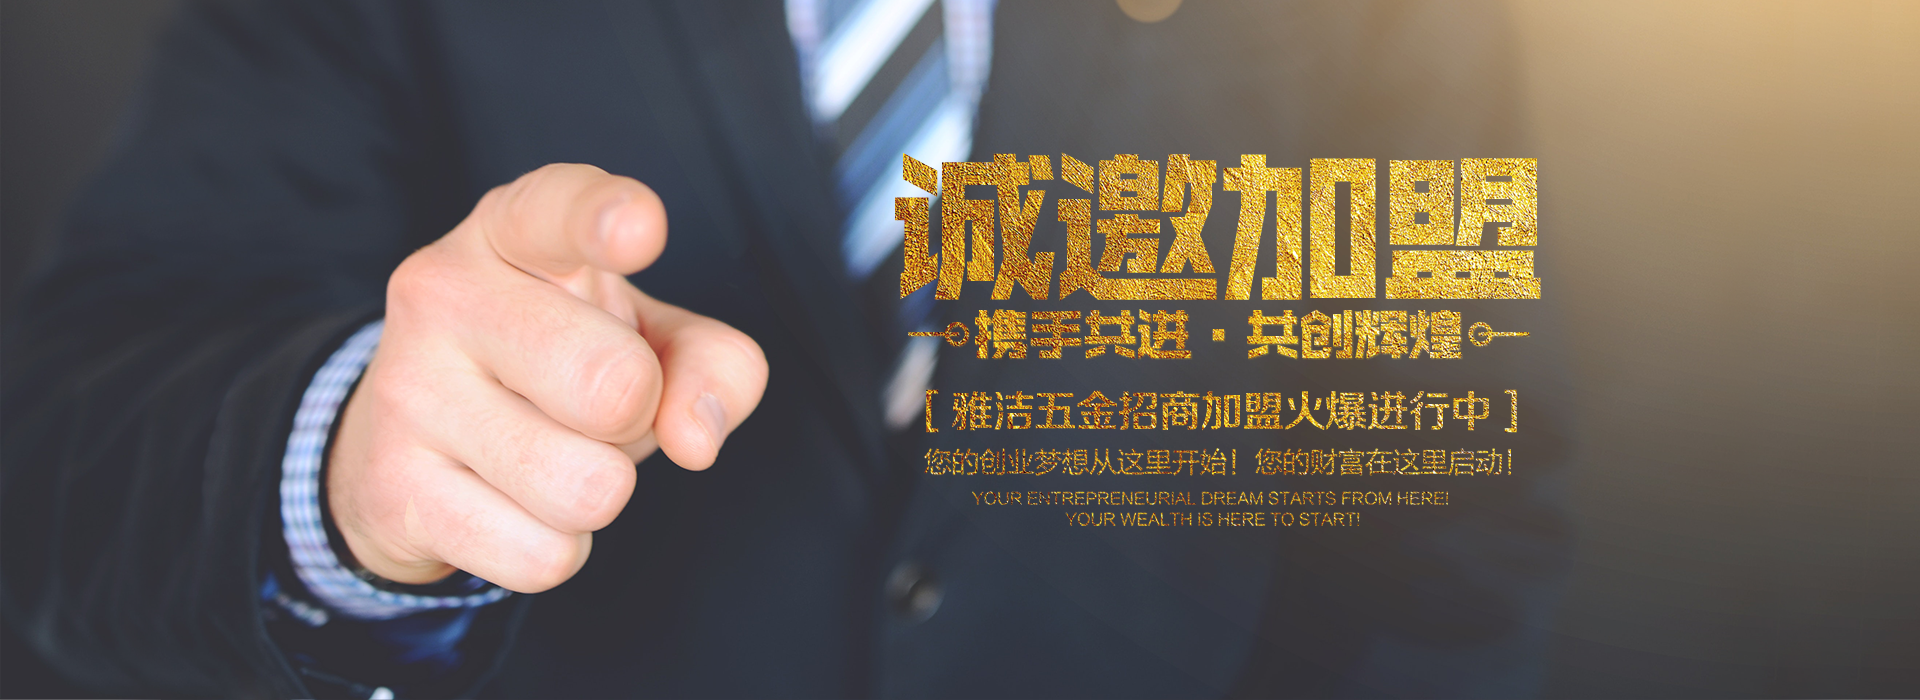 诚邀加盟
携手共进·共创辉煌
[ 雅洁五金招商加盟火爆进行中 ]
您的创业梦想从这里开始！您的财富在这里启动！
YOUR ENTREPRENEURIAL DREAM STARTS FROM HERE!
YOUR WEALTH IS HERE TO START!